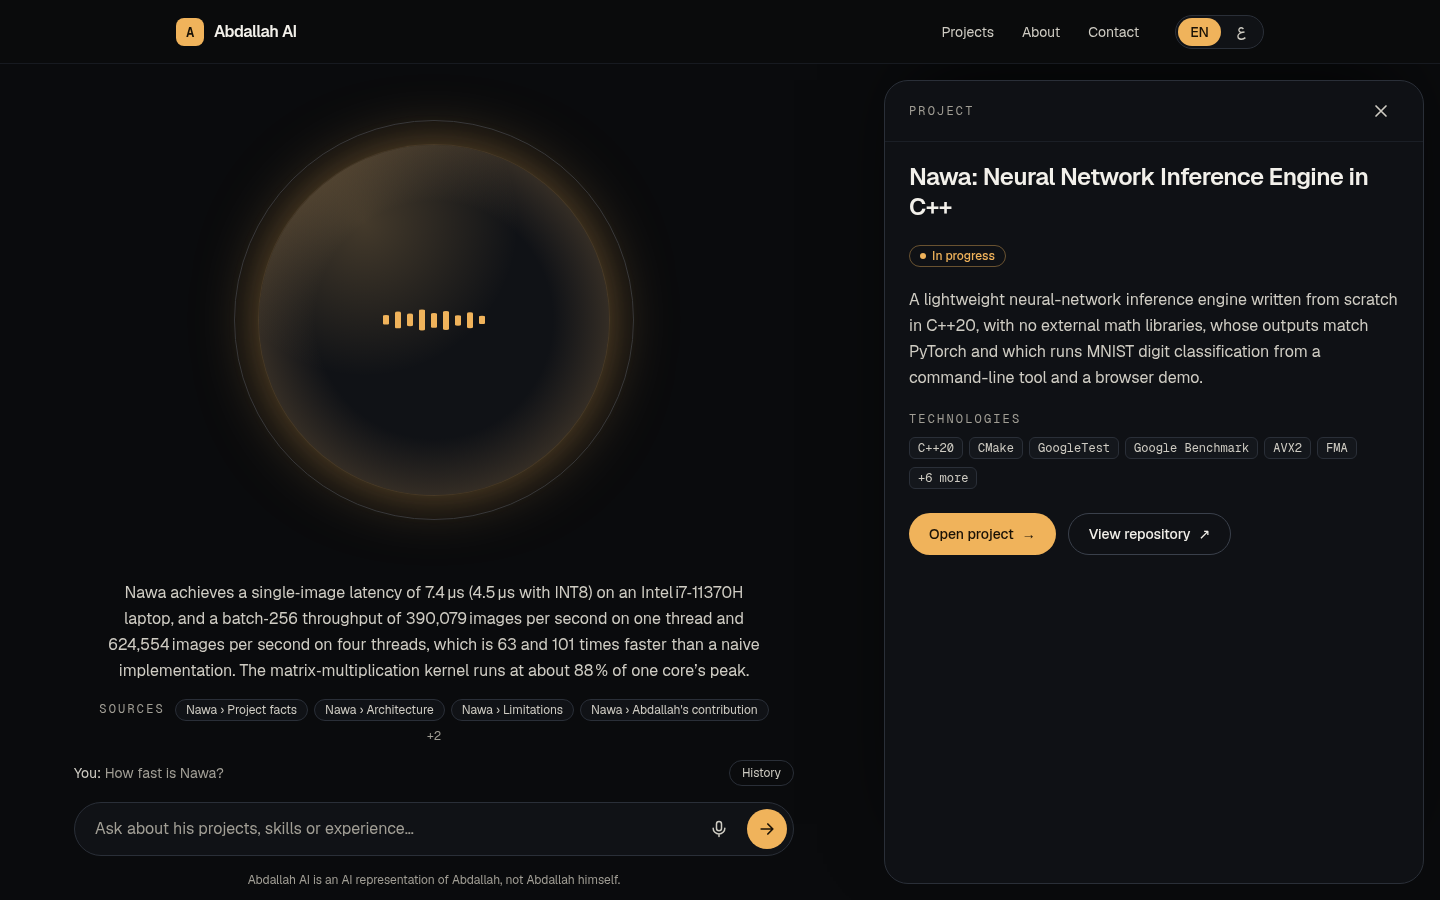 A Abdallah AI
Projects About Contact EN ع
PROJECT
Nawa: Neural Network Inference Engine in
C++
In progress
A lightweight neural-network inference engine written from scratch
in C++20, with no external math libraries, whose outputs match
PyTorch and which runs MNIST digit classification from a
command-line tool and a browser demo.
TECHNOLOGIES
C++20 CMake GoogleTest Google Benchmark AVX2 FMA
+6 more
Open project → View repository ↗
Nawa achieves a single-image latency of 7.4 µs (4.5 µs with INT8) on an Intel i7-11370H
laptop, and a batch-256 throughput of 390,079 images per second on one thread and
624,554 images per second on four threads, which is 63 and 101 times faster than a naive
implementation. The matrix-multiplication kernel runs at about 88 % of one core’s peak.
SOURCES Nawa › Project facts Nawa › Architecture Nawa › Limitations Nawa › Abdallah's contribution
+2
You: How fast is Nawa? History
Ask about his projects, skills or experience…
Abdallah AI is an AI representation of Abdallah, not Abdallah himself.